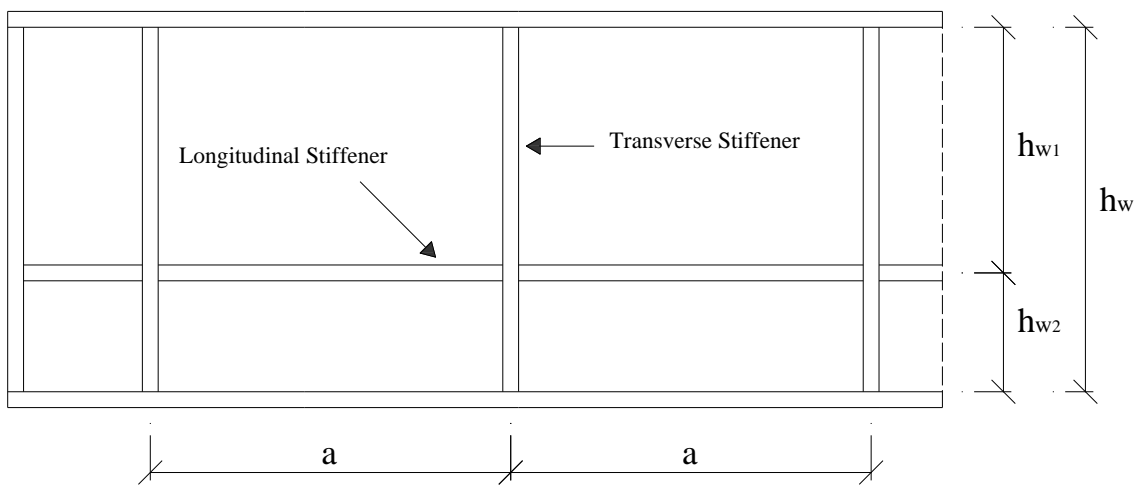 Longitudinal Stiffener
Transverse Stiffener
hw1
hw
hw2
a
a